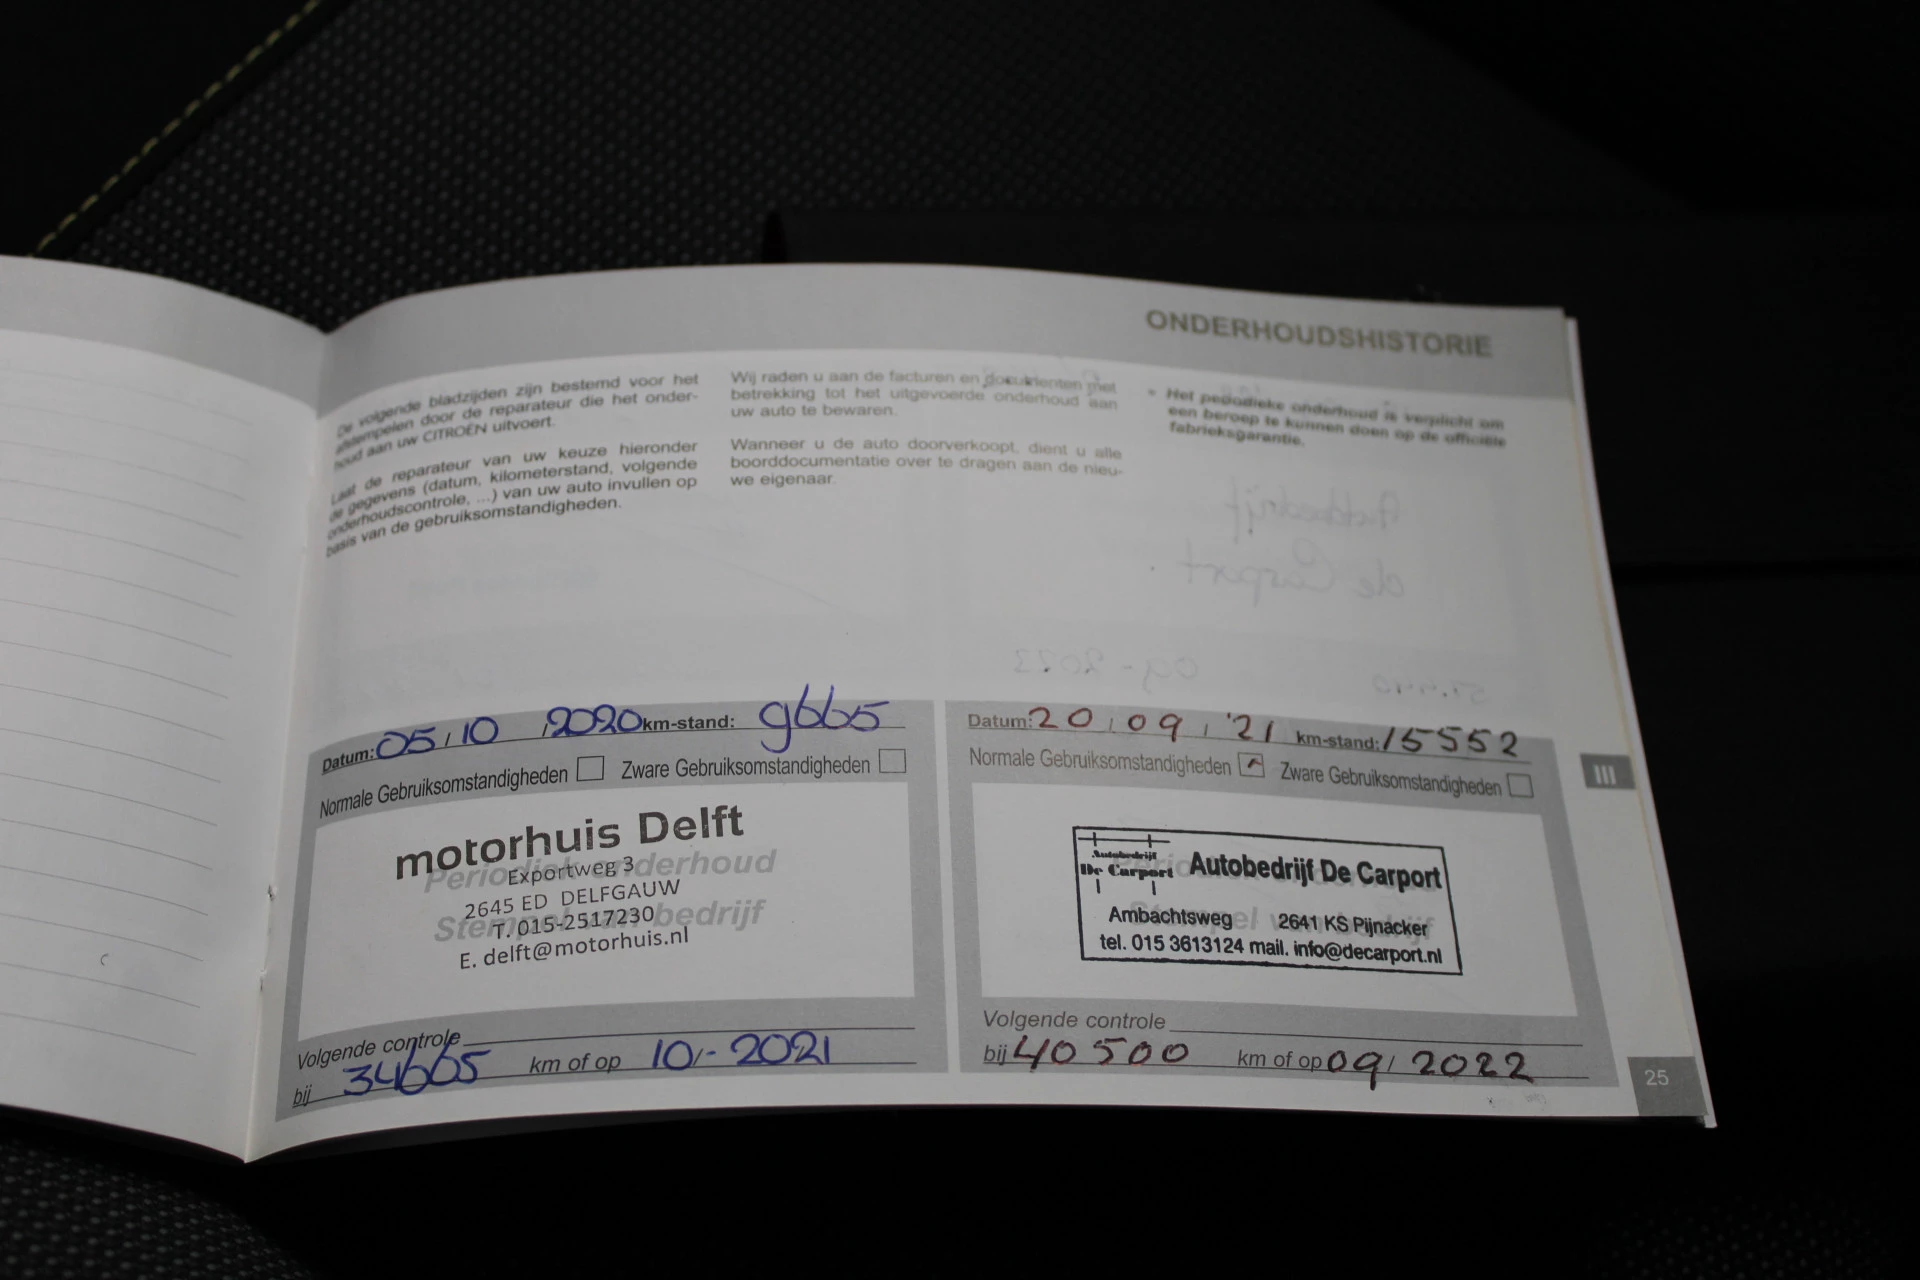 ONDERHOUDSHISTORIE
De volgende bladzijden zijn bestemd voor het
afstempelen door de reparateur die het onder-
houd aan uw CITROËN uitvoert.
Laat de reparateur van uw keuze hieronder
de gegevens (datum, kilometerstand, volgende
onderhoudscontrole, ...) van uw auto invullen op
basis van de gebruiksomstandigheden.
Wij raden u aan de facturen en documenten met
betrekking tot het uitgevoerde onderhoud aan
uw auto te bewaren.
Wanneer u de auto doorverkoopt, dient u alle
boorddocumentatie over te dragen aan de nieu-
we eigenaar.
* Het periodieke onderhoud is verplicht om
een beroep te kunnen doen op de officiële
fabrieksgarantie.
Datum: 05 / 10 / 2020 km-stand: 9665
Normale Gebruiksomstandigheden Zware Gebruiksomstandigheden
Periodiek onderhoud
Stempel van bedrijf
motorhuis Delft
Exportweg 3
2645 ED DELFGAUW
T. 015-2517230
E. delft@motorhuis.nl
Volgende controle
bij 34665 km of op 10/- 2021
Datum: 20 / 09 / '21 km-stand: 15552
Normale Gebruiksomstandigheden Zware Gebruiksomstandigheden
Periodiek onderhoud
Stempel van bedrijf
Autobedrijf
De Carport
Autobedrijf De Carport
Ambachtsweg 2641 KS Pijnacker
tel. 015 3613124 mail. info@decarport.nl
Volgende controle
bij 40500 km of op 09/ 2022
III
25